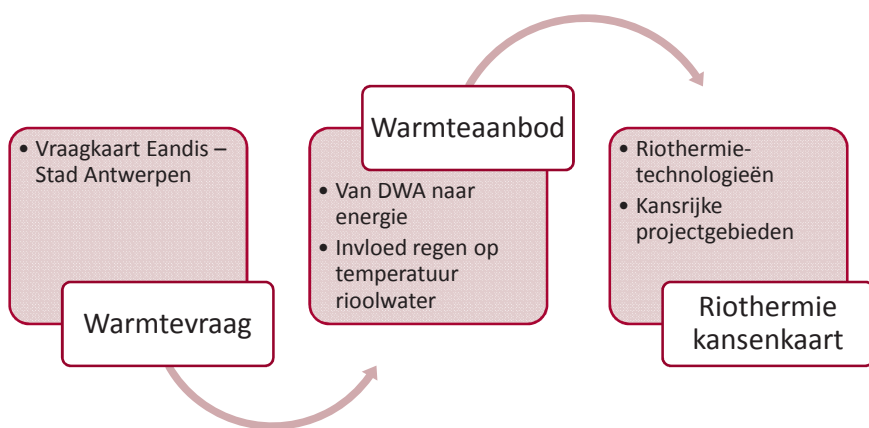 • Vraagkaart Eandis –
Stad Antwerpen
Warmtevraag
Warmteaanbod
• Van DWA naar
energie
• Invloed regen op
temperatuur
rioolwater
• Riothermie-
technologieën
• Kansrijke
projectgebieden
Riothermie
kansenkaart